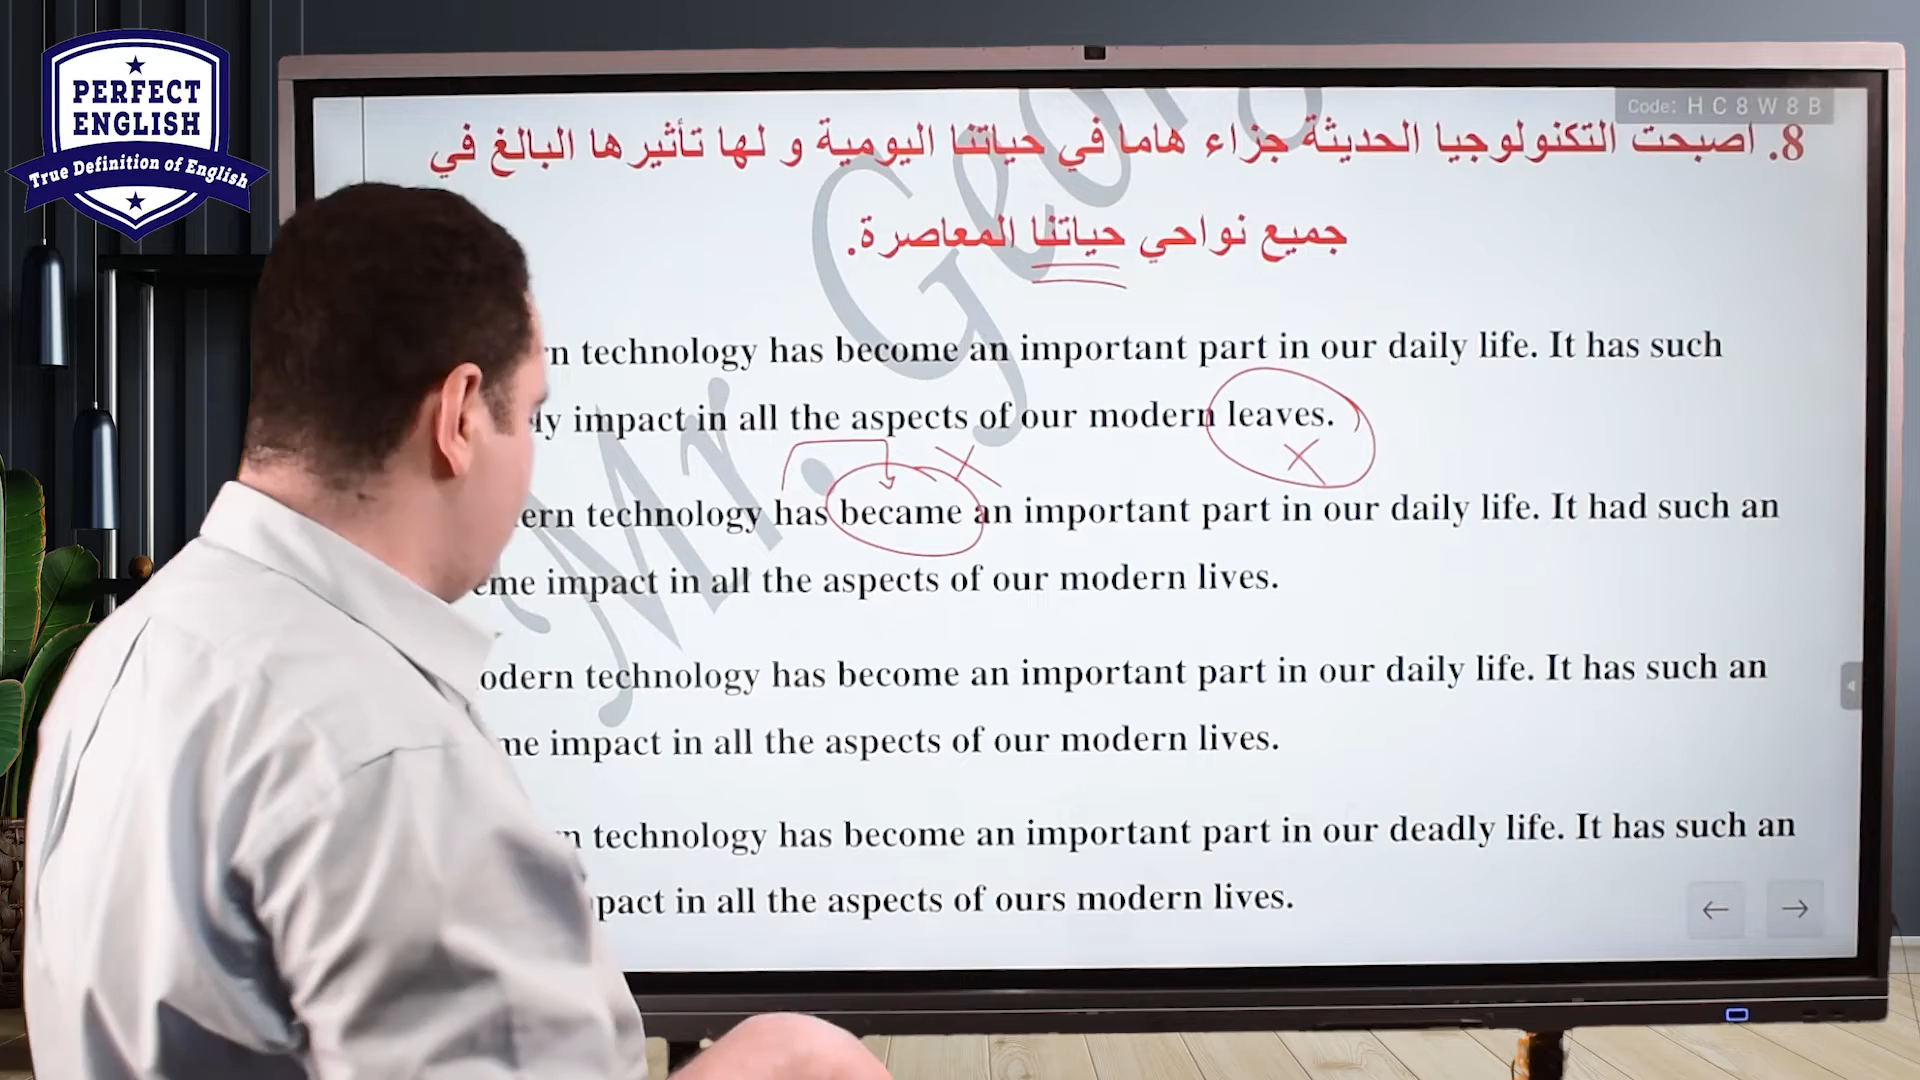 PERFECT
ENGLISH
True Definition of English
Code: H C 8 W 8 B
8. اصبحت التكنولوجيا الحديثة جزاء هاما في حياتنا اليومية و لها تأثيرها البالغ في
جميع نواحي حياتنا المعاصرة.
technology has become an important part in our daily life. It has such
impact in all the aspects of our modern leaves.
technology has became an important part in our daily life. It had such an
impact in all the aspects of our modern lives.
technology has become an important part in our daily life. It has such an
impact in all the aspects of our modern lives.
technology has become an important part in our deadly life. It has such an
in all the aspects of ours modern lives.
Mr. Geor